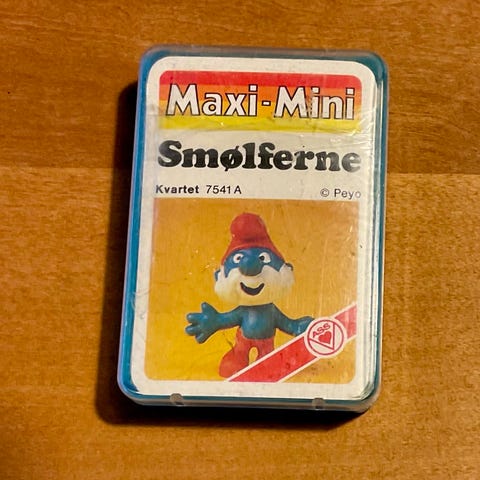 Maxi-Mini
Smølferne
Kvartet 7541 A
© Peyo
ASS